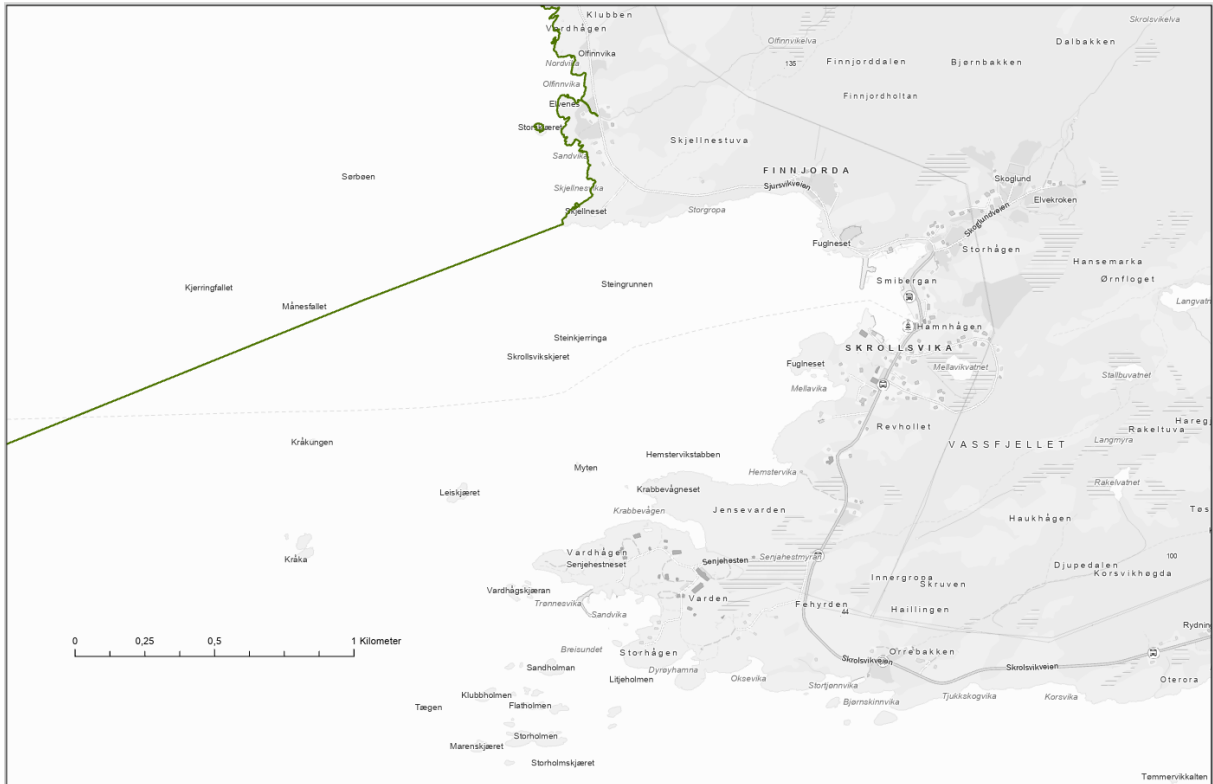 Klubben
Skrolsvikelva
Vardhågen
Olfinnvikelva
Dalbakken
Olfinnvika
Nordvika
135
Finnjorddalen
Bjørnbakken
Olfinnvika
Finnjordholtan
Elvenes
Storskjæret
Skjellnestuva
Sandvika
Sørbøen
FINNJORDA
Skoglund
Sjursvikveien
Skjellnesvika
Elvekroken
Skjellneset
Storgropa
Skoglundveien
Fuglneset
Storhågen
Hansemarka
Ørnfloget
Kjerringfallet
Steingrunnen
Smibergan
Månesfallet
Langvatn
Hamnhågen
Steinkjerringa
SKROLLSVIKA
Skrollsvikskjeret
Fuglneset
Mellavikvatnet
Stallbuvatnet
Mellavika
Hareg
Revhollet
Rakeltuva
Kråkungen
VASSFJELLET
Langmyra
Hemstervikstabben
Myten
Hemstervika
Rakelvatnet
Leiskjæret
Krabbevågneset
Krabbevågen
Jensevarden
Tøs
Haukhågen
Vardhågen
Kråka
Senjehestneset
Senjehesten
Senjahestmyran
100
Djupedalen
Korsvikhøgda
Innergropa
Skruven
Vardhågskjæran
Trønnesvika
Varden
Fehyrden
Sandvika
44
Haillingen
Rydning
0
0,25
0,5
1 Kilometer
Breisundet
Storhågen
Orrebakken
Skrolsvikveien
Skrolsvikveien
Sandholman
Dyrøyhamna
Litjeholmen
Oksevika
Oterora
Stortjønnvika
Klubbholmen
Tjukkskogvika
Korsvika
Bjørnskinnvika
Tægen
Flatholmen
Storholmen
Marenskjæret
Storholmskjæret
Tømmervikkalten